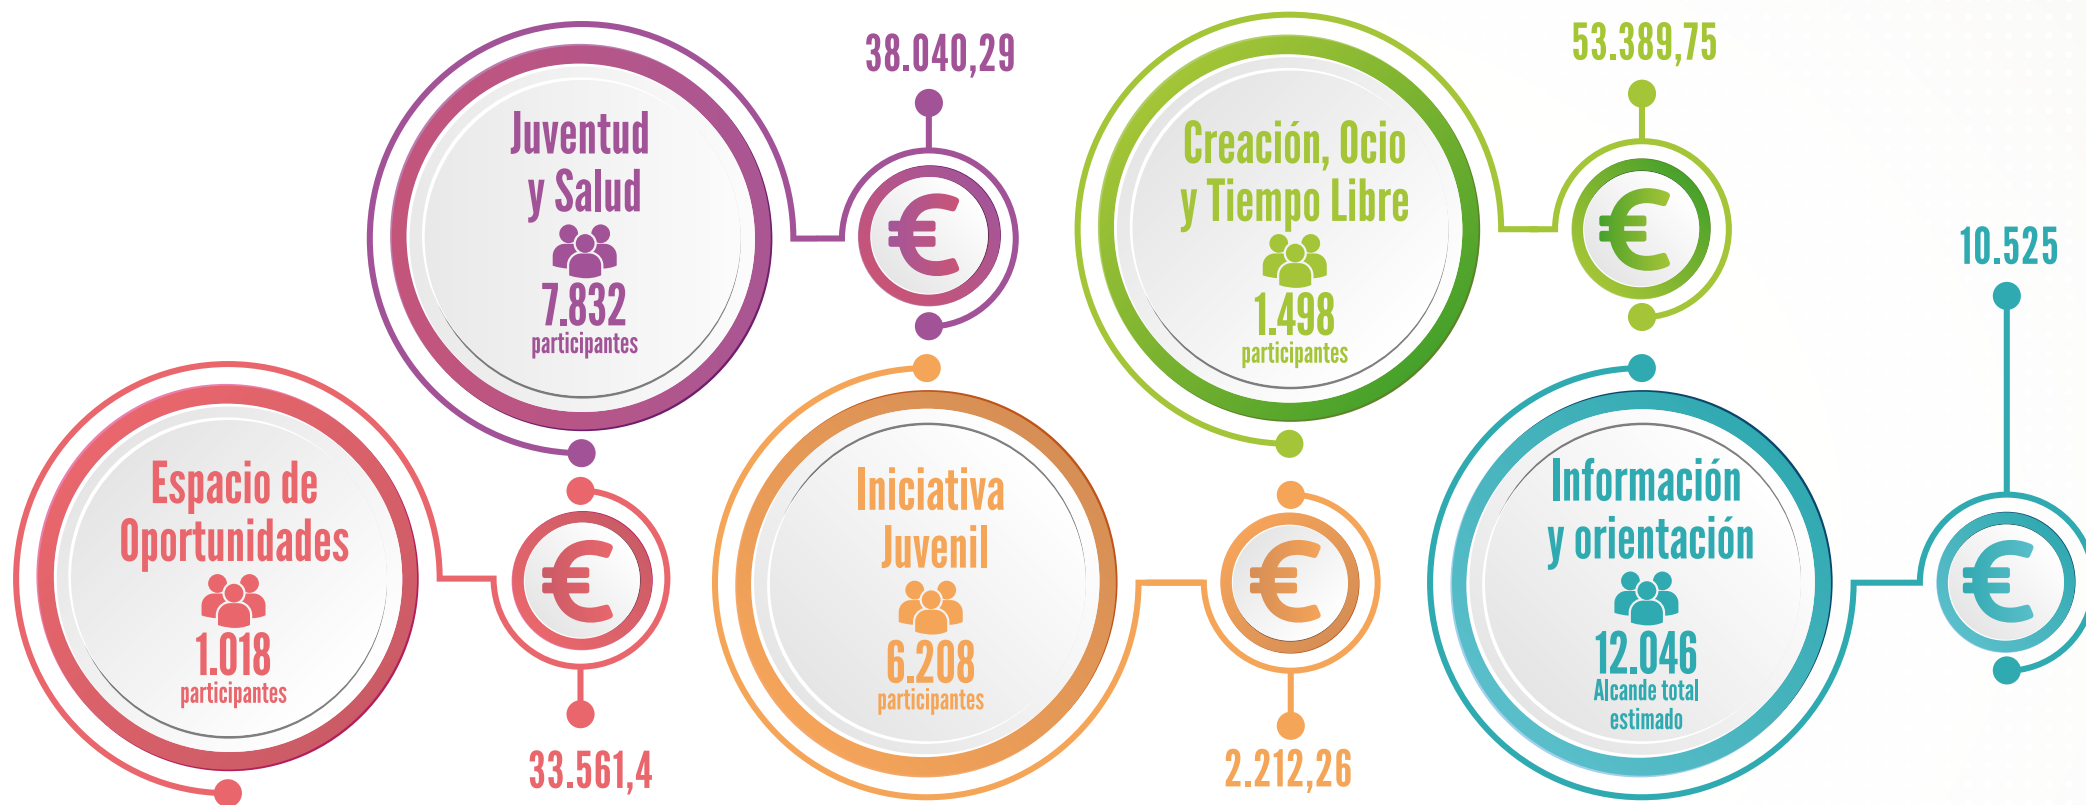 Espacio de
Oportunidades
1.018
participantes
€
33.561,4
Juventud
y Salud
7.832
participantes
38.040,29
€
Iniciativa
Juvenil
6.208
participantes
€
2.212,26
Creación, Ocio
y Tiempo Libre
1.498
participantes
53.389,75
€
Información
y orientación
12.046
Alcande total
estimado
10.525
€